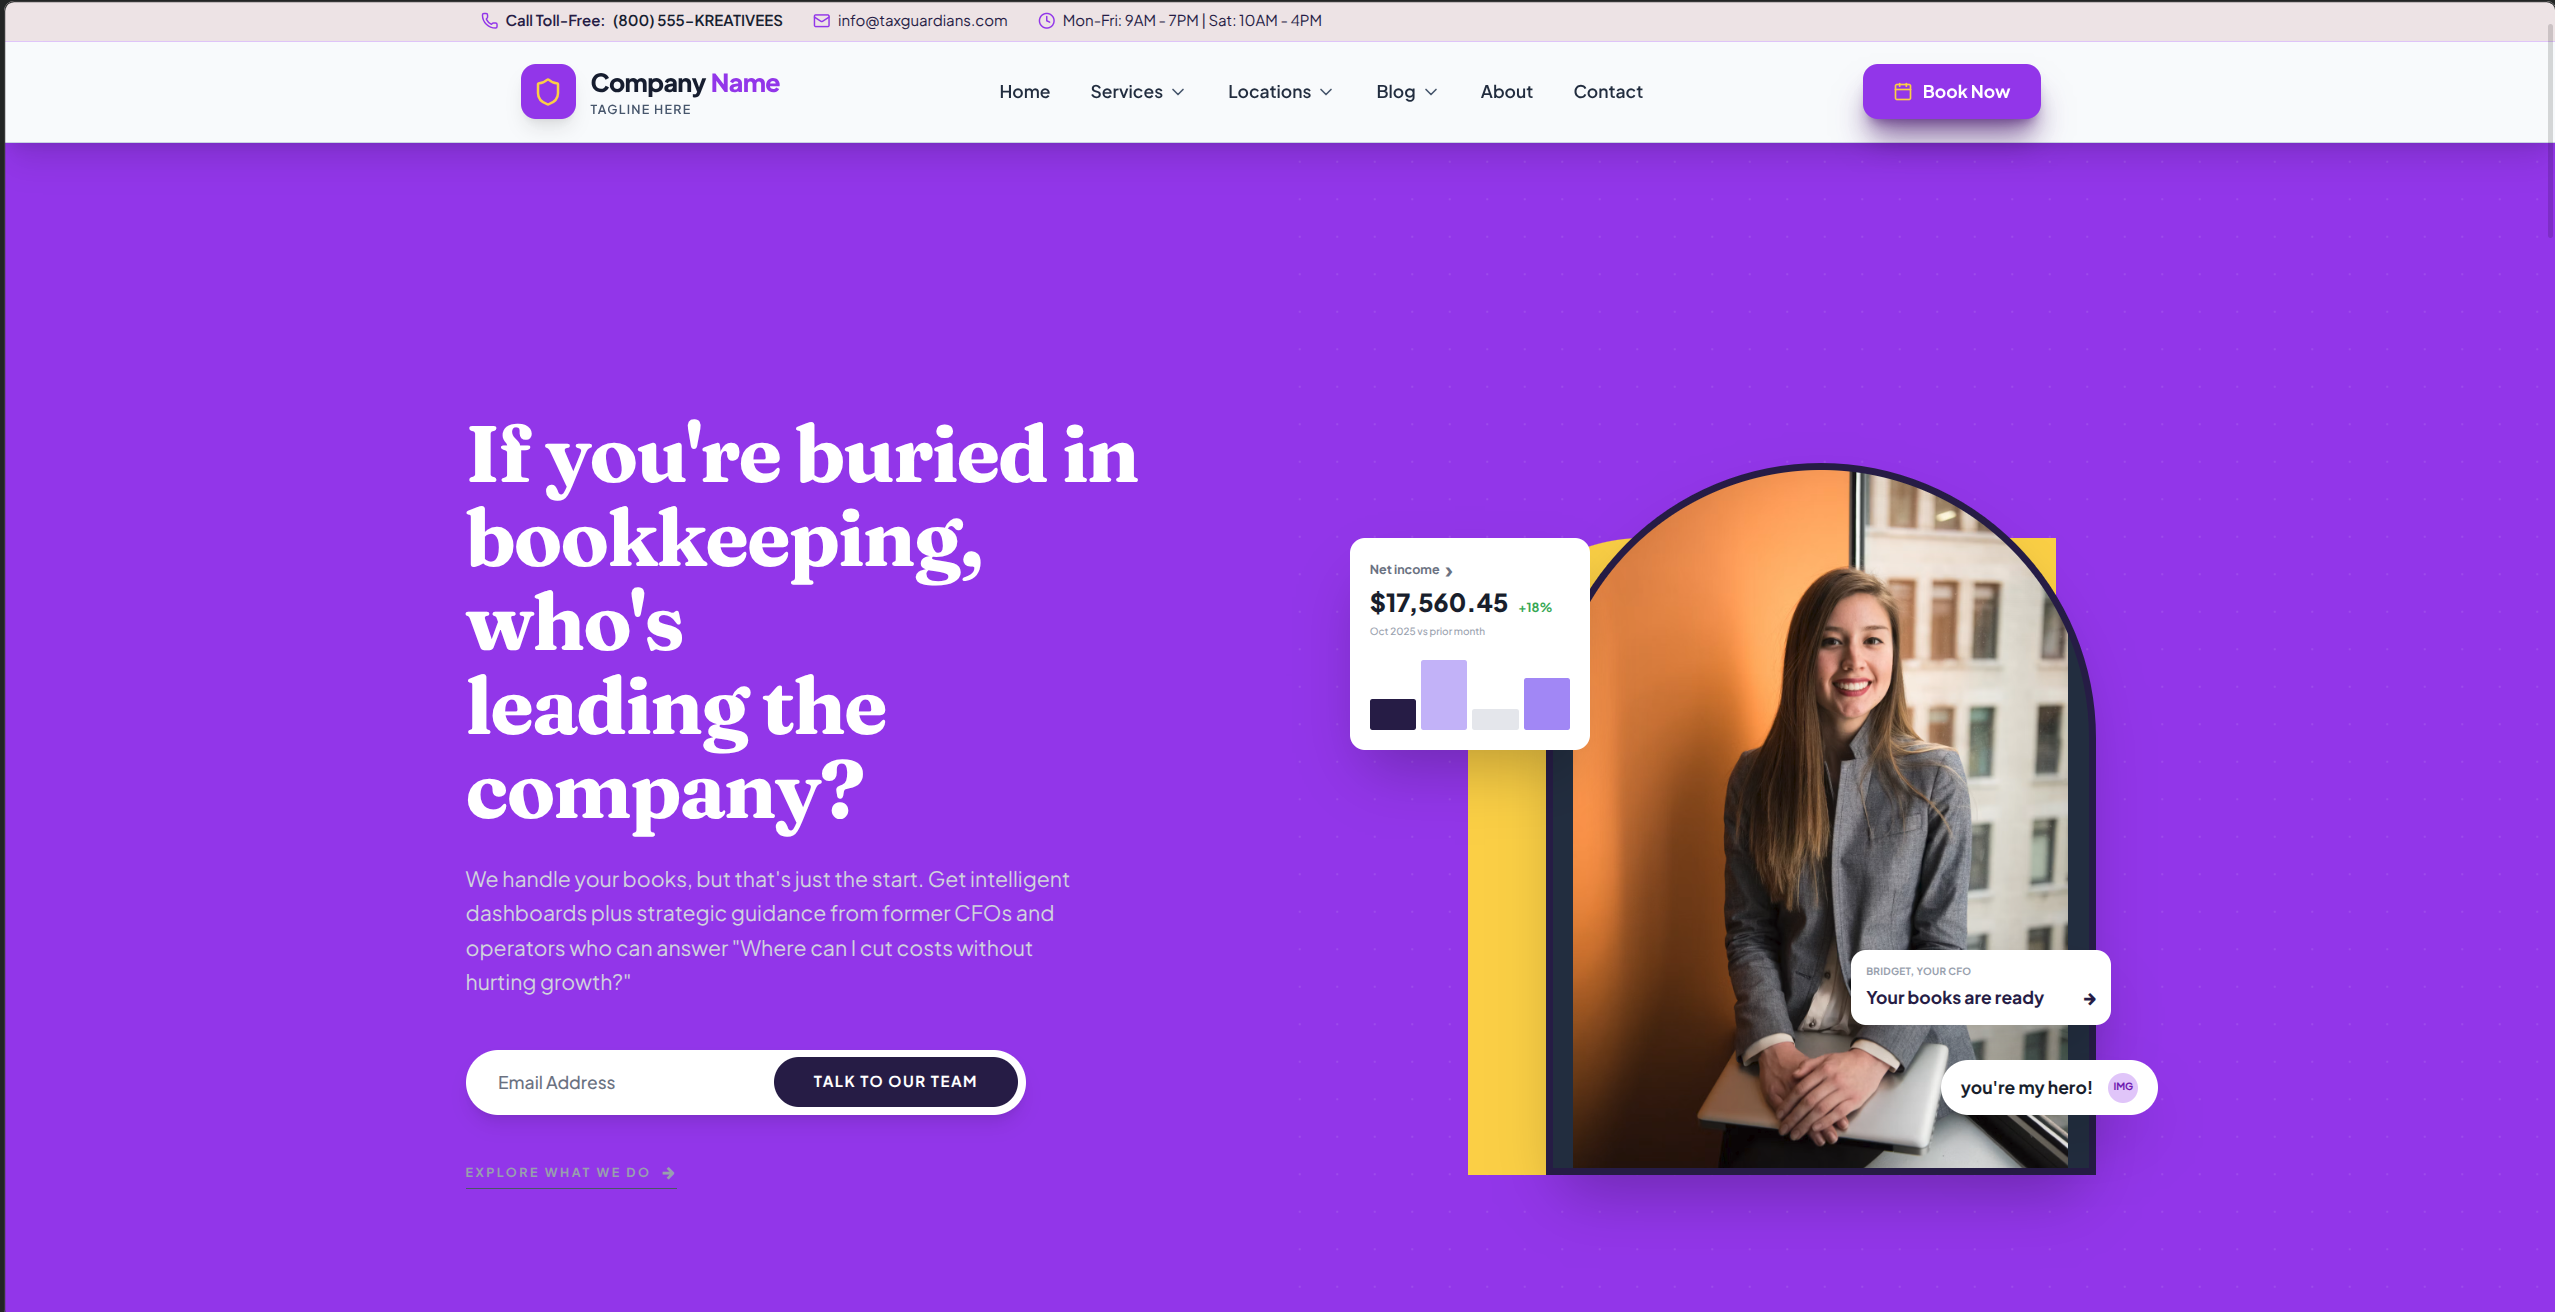 Call Toll-Free: (800) 555-KREATIVEES
info@taxguardians.com
Mon-Fri: 9AM - 7PM | Sat: 10AM - 4PM
Company Name
TAGLINE HERE
Home
Services
Locations
Blog
About
Contact
Book Now
If you're buried in
bookkeeping,
who's
leading the
company?
We handle your books, but that's just the start. Get intelligent
dashboards plus strategic guidance from former CFOs and
operators who can answer "Where can I cut costs without
hurting growth?"
Email Address
TALK TO OUR TEAM
EXPLORE WHAT WE DO
Net income
$17,560.45 +18%
Oct 2025 vs prior month
BRIDGET, YOUR CFO
Your books are ready
you're my hero!
IMG